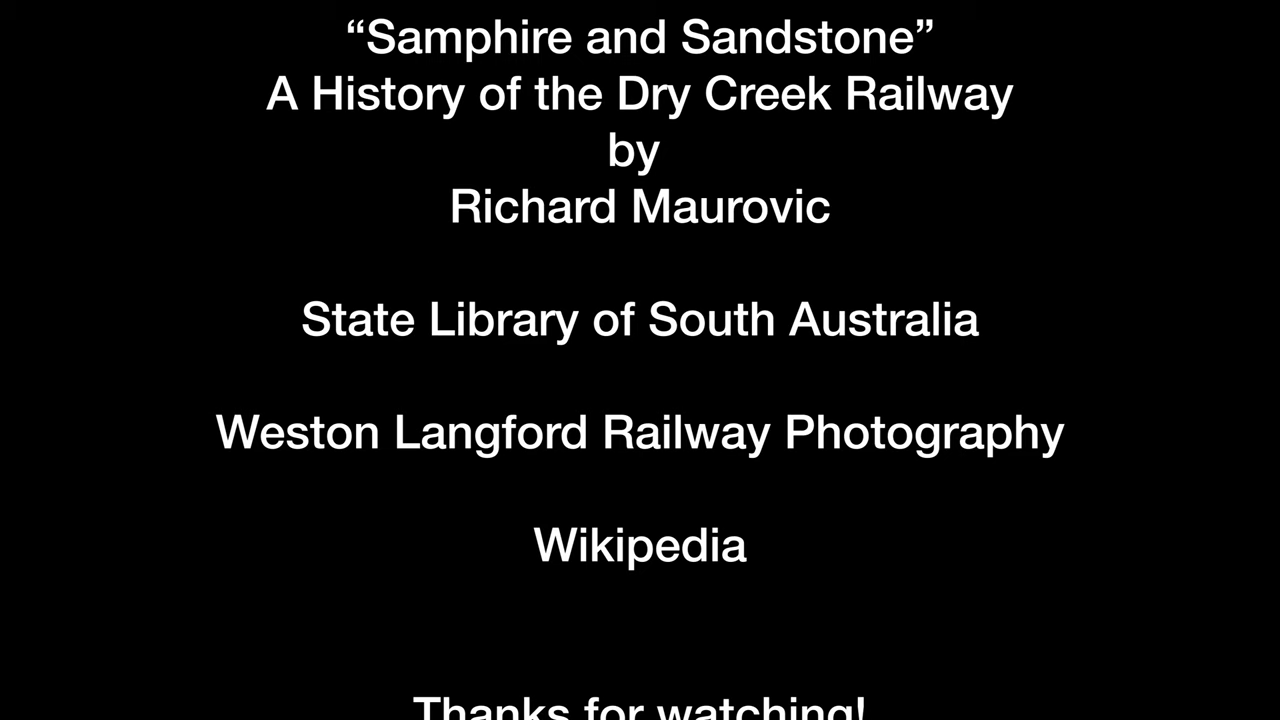 “Samphire and Sandstone”
A History of the Dry Creek Railway
by
Richard Maurovic
State Library of South Australia
Weston Langford Railway Photography
Wikipedia
Thanks for watching!